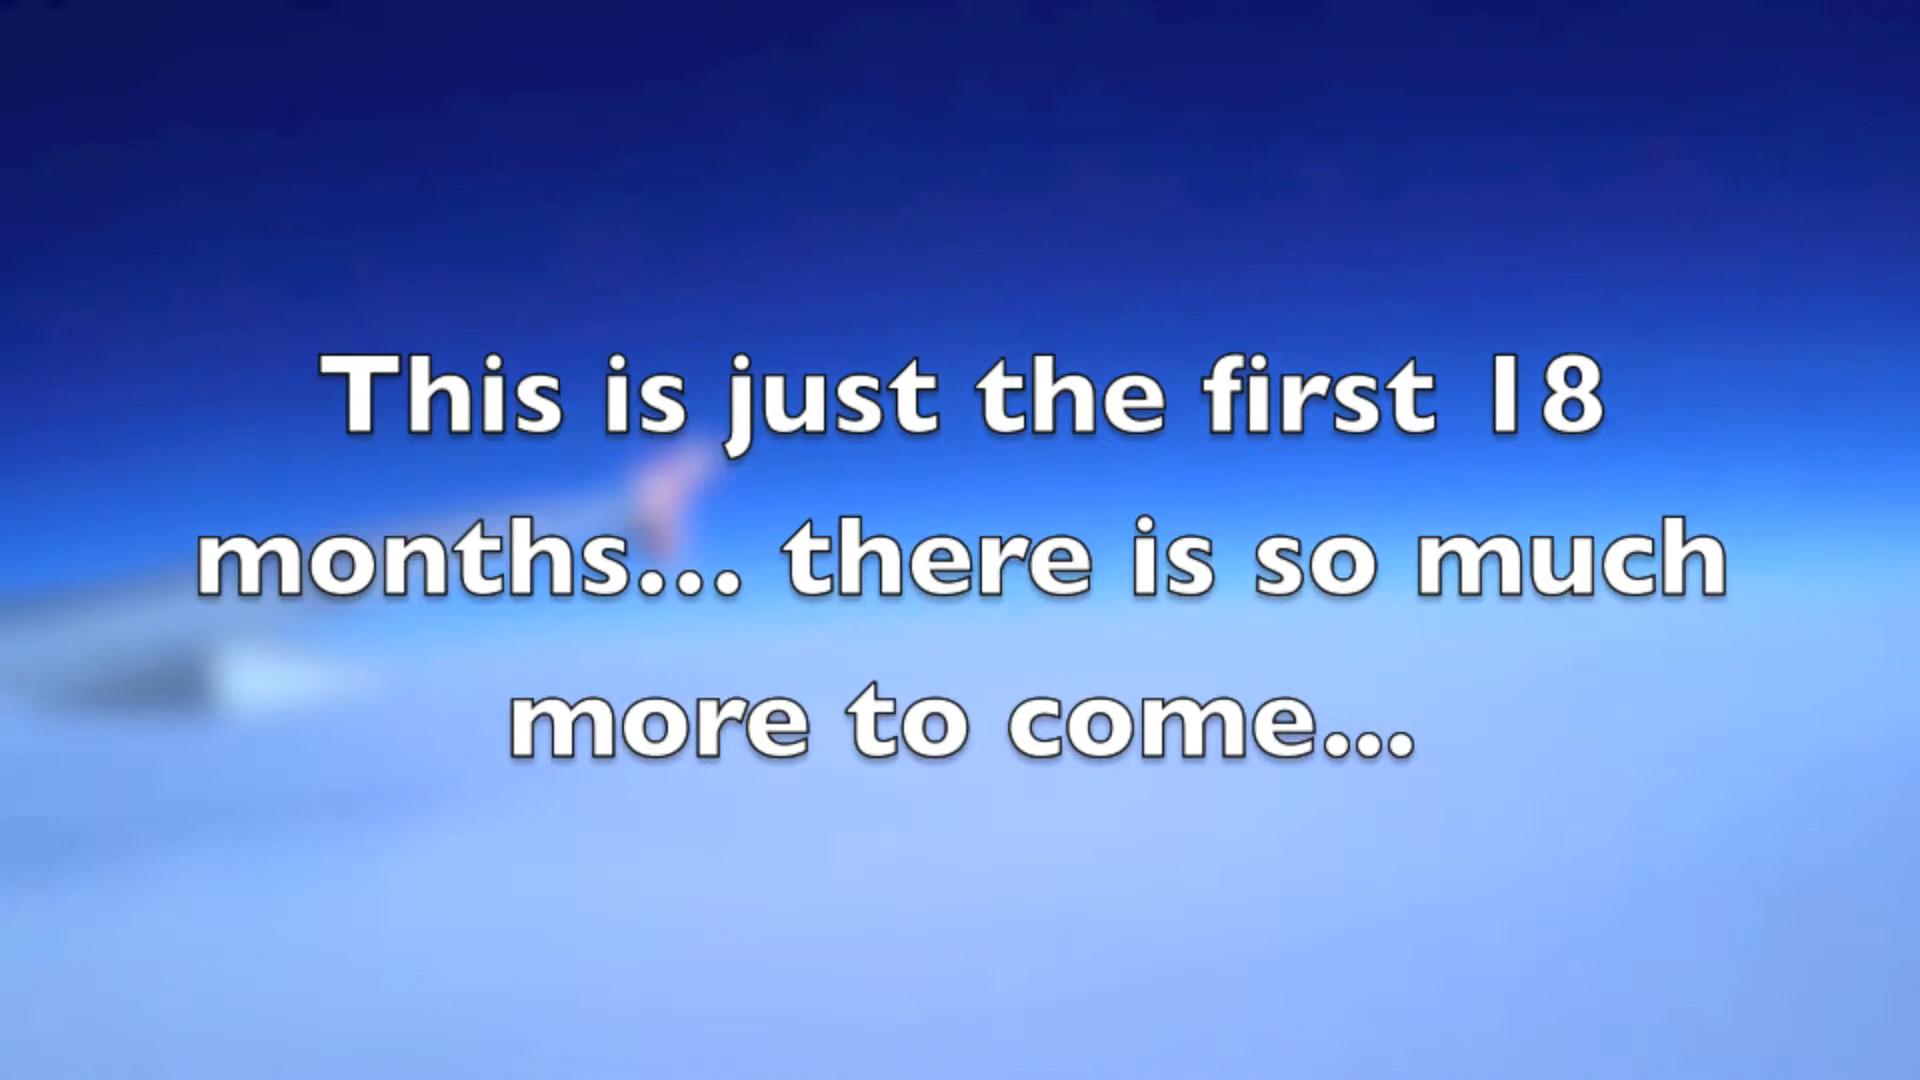 This is just the first 18
months... there is so much
more to come...